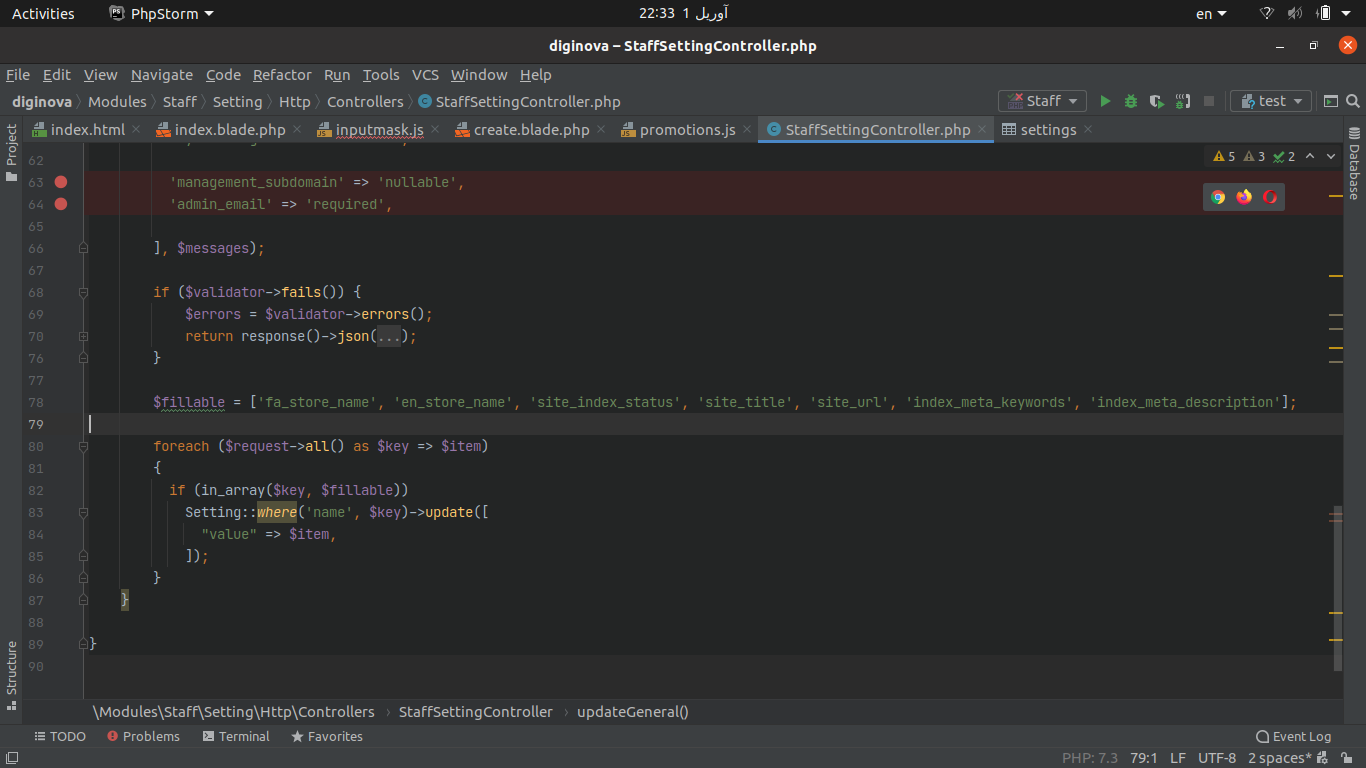 Activities PhpStorm 22:33 1 آوریل en
diginova – StaffSettingController.php
File Edit View Navigate Code Refactor Run Tools VCS Window Help
diginova Modules Staff Setting Http Controllers StaffSettingController.php Staff test
index.html index.blade.php inputmask.js create.blade.php promotions.js StaffSettingController.php settings
Project
Database
Structure
62 5 3 2
63 'management_subdomain' => 'nullable',
64 'admin_email' => 'required',
65
66 ], $messages);
67
68 if ($validator->fails()) {
69 $errors = $validator->errors();
70 return response()->json(...);
76 }
77
78 $fillable = ['fa_store_name', 'en_store_name', 'site_index_status', 'site_title', 'site_url', 'index_meta_keywords', 'index_meta_description'];
79
80 foreach ($request->all() as $key => $item)
81 {
82 if (in_array($key, $fillable))
83 Setting::where('name', $key)->update([
84 "value" => $item,
85 ]);
86 }
87 }
88
89 }
90
\Modules\Staff\Setting\Http\Controllers StaffSettingController updateGeneral()
TODO Problems Terminal Favorites Event Log
PHP: 7.3 79:1 LF UTF-8 2 spaces*